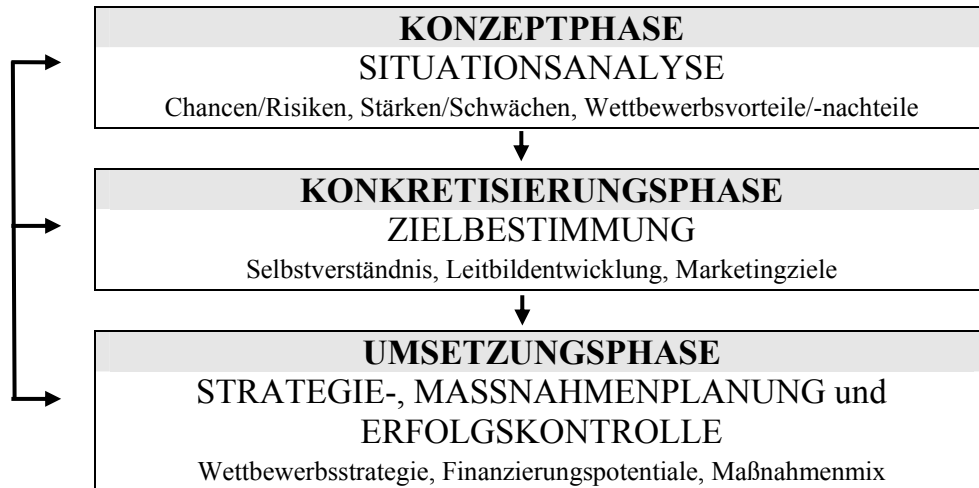 KONZEPTPHASE
SITUATIONSANALYSE
Chancen/Risiken, Stärken/Schwächen, Wettbewerbsvorteile/-nachteile
KONKRETISIERUNGSPHASE
ZIELBESTIMMUNG
Selbstverständnis, Leitbildentwicklung, Marketingziele
UMSETZUNGSPHASE
STRATEGIE-, MASSNAHMENPLANUNG und
ERFOLGSKONTROLLE
Wettbewerbsstrategie, Finanzierungspotentiale, Maßnahmenmix